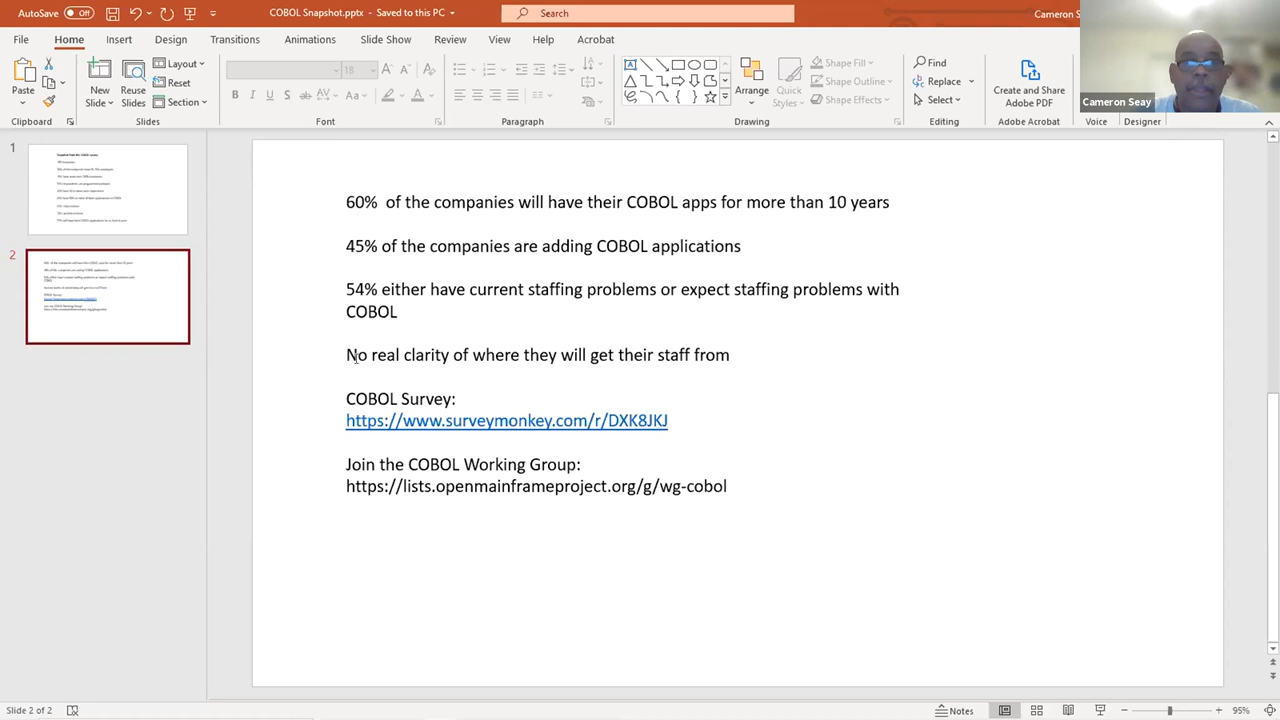 AutoSave Off COBOL Snapshot.pptx - Saved to this PC Search Cameron S
File Home Insert Design Transitions Animations Slide Show Review View Help Acrobat
Paste New Slide Reuse Slides Layout Reset Section 18 B I U S AV Aa A Arrange Quick Styles Shape Fill Shape Outline Shape Effects Find Replace Select Create and Share Adobe PDF
Cameron Seay
Clipboard Slides Font Paragraph Drawing Editing Adobe Acrobat Voice Designer
1
2
60% of the companies will have their COBOL apps for more than 10 years
45% of the companies are adding COBOL applications
54% either have current staffing problems or expect staffing problems with
COBOL
No real clarity of where they will get their staff from
COBOL Survey:
https://www.surveymonkey.com/r/DXK8JKJ
Join the COBOL Working Group:
https://lists.openmainframeproject.org/g/wg-cobol
Slide 2 of 2 Notes 95%